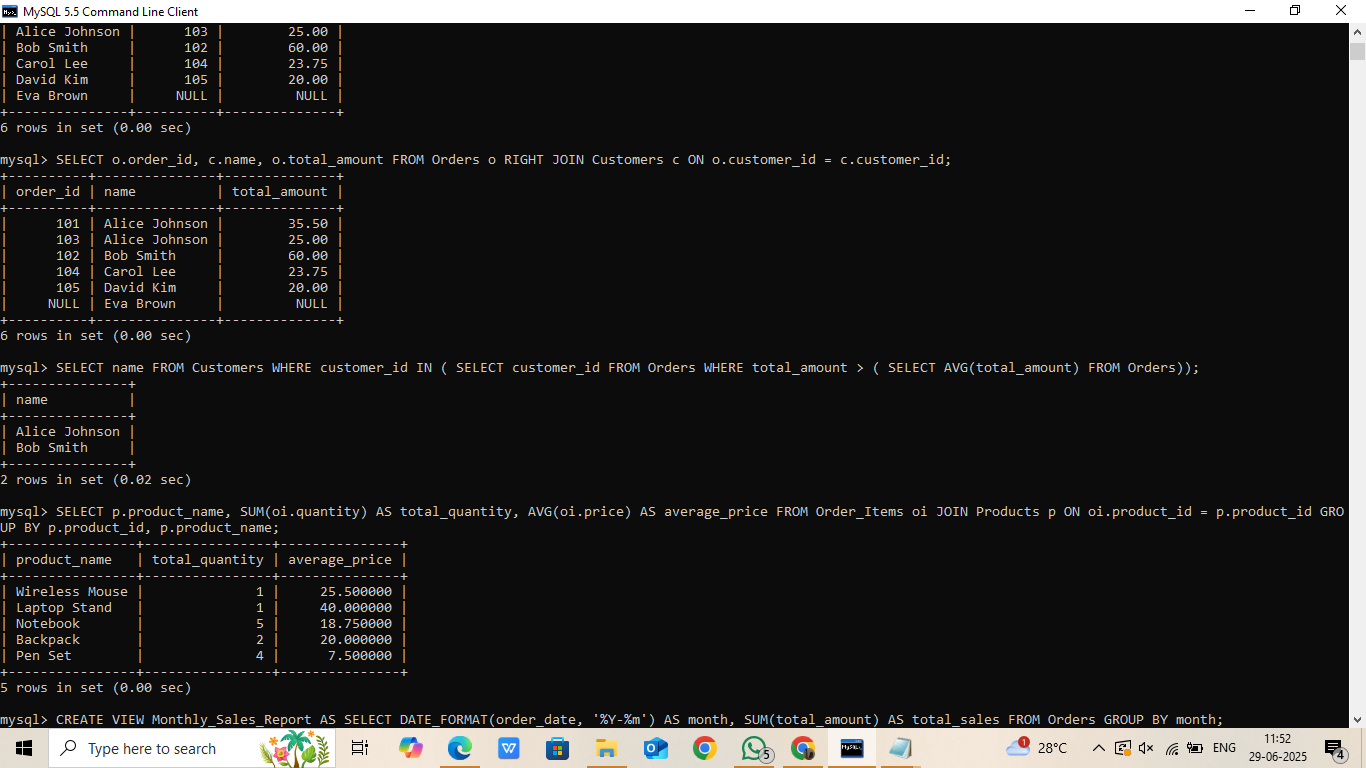 MySQL 5.5 Command Line Client
| Alice Johnson |      103 |        25.00 |
| Bob Smith     |      102 |        60.00 |
| Carol Lee     |      104 |        23.75 |
| David Kim     |      105 |        20.00 |
| Eva Brown     |     NULL |         NULL |
+---------------+----------+--------------+
6 rows in set (0.00 sec)
mysql> SELECT o.order_id, c.name, o.total_amount FROM Orders o RIGHT JOIN Customers c ON o.customer_id = c.customer_id;
+----------+---------------+--------------+
| order_id | name          | total_amount |
+----------+---------------+--------------+
|      101 | Alice Johnson |        35.50 |
|      103 | Alice Johnson |        25.00 |
|      102 | Bob Smith     |        60.00 |
|      104 | Carol Lee     |        23.75 |
|      105 | David Kim     |        20.00 |
|     NULL | Eva Brown     |         NULL |
+----------+---------------+--------------+
6 rows in set (0.00 sec)
mysql> SELECT name FROM Customers WHERE customer_id IN ( SELECT customer_id FROM Orders WHERE total_amount > ( SELECT AVG(total_amount) FROM Orders));
+---------------+
| name          |
+---------------+
| Alice Johnson |
| Bob Smith     |
+---------------+
2 rows in set (0.02 sec)
mysql> SELECT p.product_name, SUM(oi.quantity) AS total_quantity, AVG(oi.price) AS average_price FROM Order_Items oi JOIN Products p ON oi.product_id = p.product_id GRO
UP BY p.product_id, p.product_name;
+----------------+----------------+---------------+
| product_name   | total_quantity | average_price |
+----------------+----------------+---------------+
| Wireless Mouse |              1 |     25.500000 |
| Laptop Stand   |              1 |     40.000000 |
| Notebook       |              5 |     18.750000 |
| Backpack       |              2 |     20.000000 |
| Pen Set        |              4 |      7.500000 |
+----------------+----------------+---------------+
5 rows in set (0.00 sec)
mysql> CREATE VIEW Monthly_Sales_Report AS SELECT DATE_FORMAT(order_date, '%Y-%m') AS month, SUM(total_amount) AS total_sales FROM Orders GROUP BY month;
Type here to search
5
1
28°C
ENG
11:52
29-06-2025
4